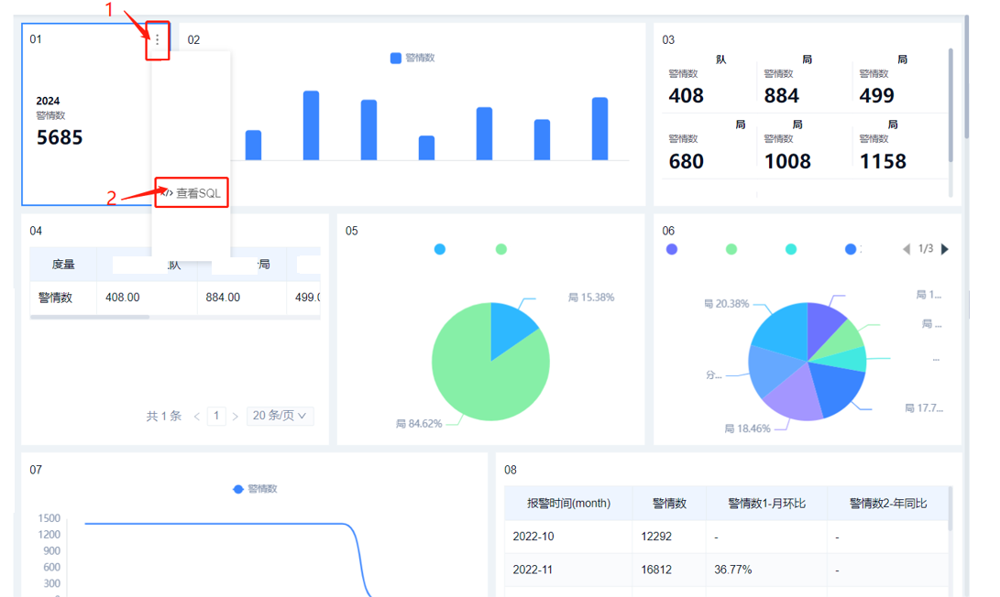 1
01
02
03
警情数
队
局
局
警情数
警情数
警情数
408
884
499
2024
警情数
5685
局
局
局
警情数
警情数
警情数
680
1008
1158
2
</> 查看SQL
04
度量
队
局
警情数
408.00
884.00
499.0
共 1 条 < 1 > 20 条/页
05
局 15.38%
局 84.62%
06
1/3
局 20.38%
局 1...
局 ...
...
分...
局 17.7...
局 18.46%
07
警情数
1500
1200
900
600
300
08
报警时间(month) 警情数 警情数1-月环比 警情数2-年同比
2022-10 12292 - -
2022-11 16812 36.77% -